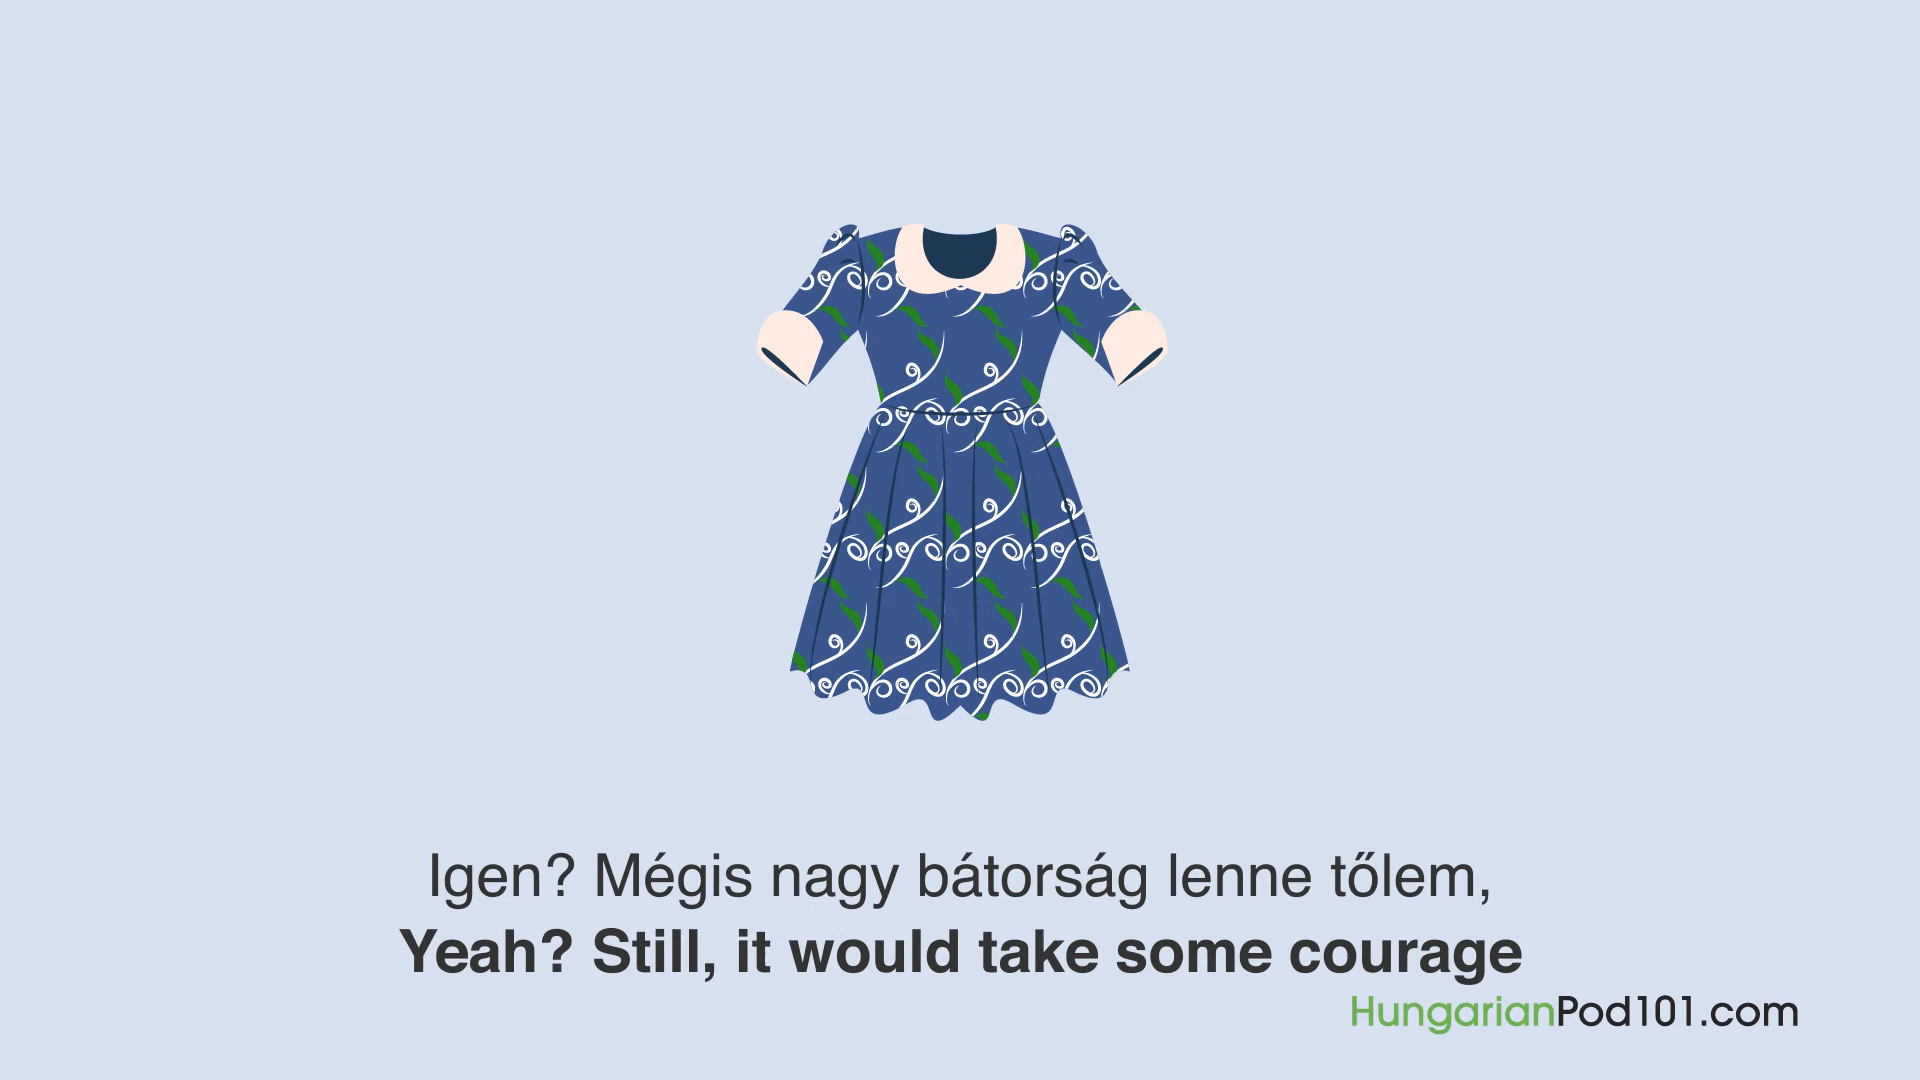 Igen? Mégis nagy bátorság lenne tőlem,
Yeah? Still, it would take some courage
HungarianPod101.com